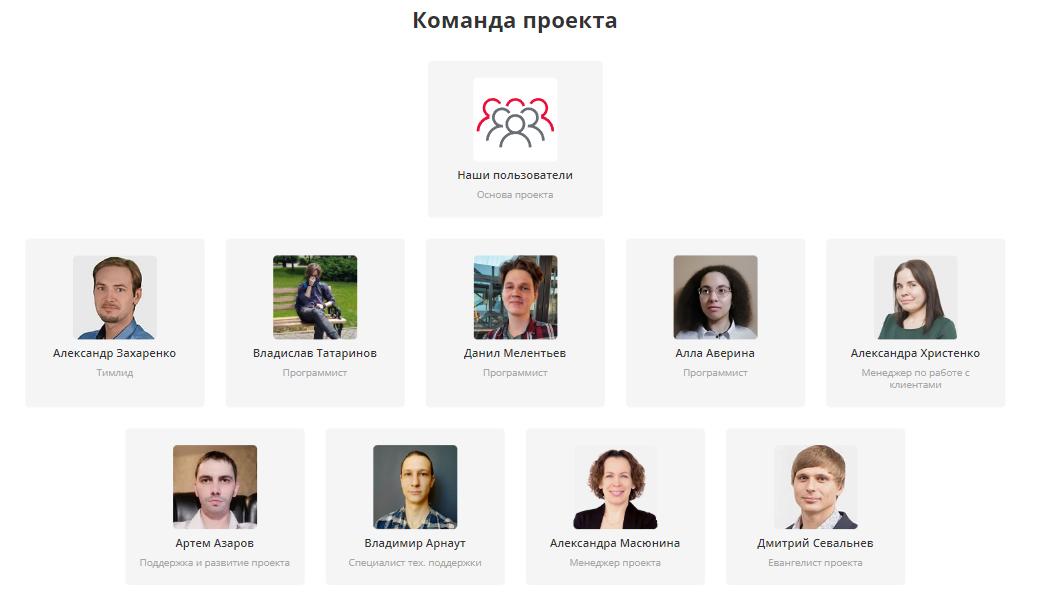 Команда проекта
Наши пользователи
Основа проекта
Александр Захаренко
Тимлид
Владислав Татаринов
Программист
Данил Мелентьев
Программист
Алла Аверина
Программист
Александра Христенко
Менеджер по работе с
клиентами
Артем Азаров
Поддержка и развитие проекта
Владимир Арнаут
Специалист тех. поддержки
Александра Масюнина
Менеджер проекта
Дмитрий Севальнев
Евангелист проекта